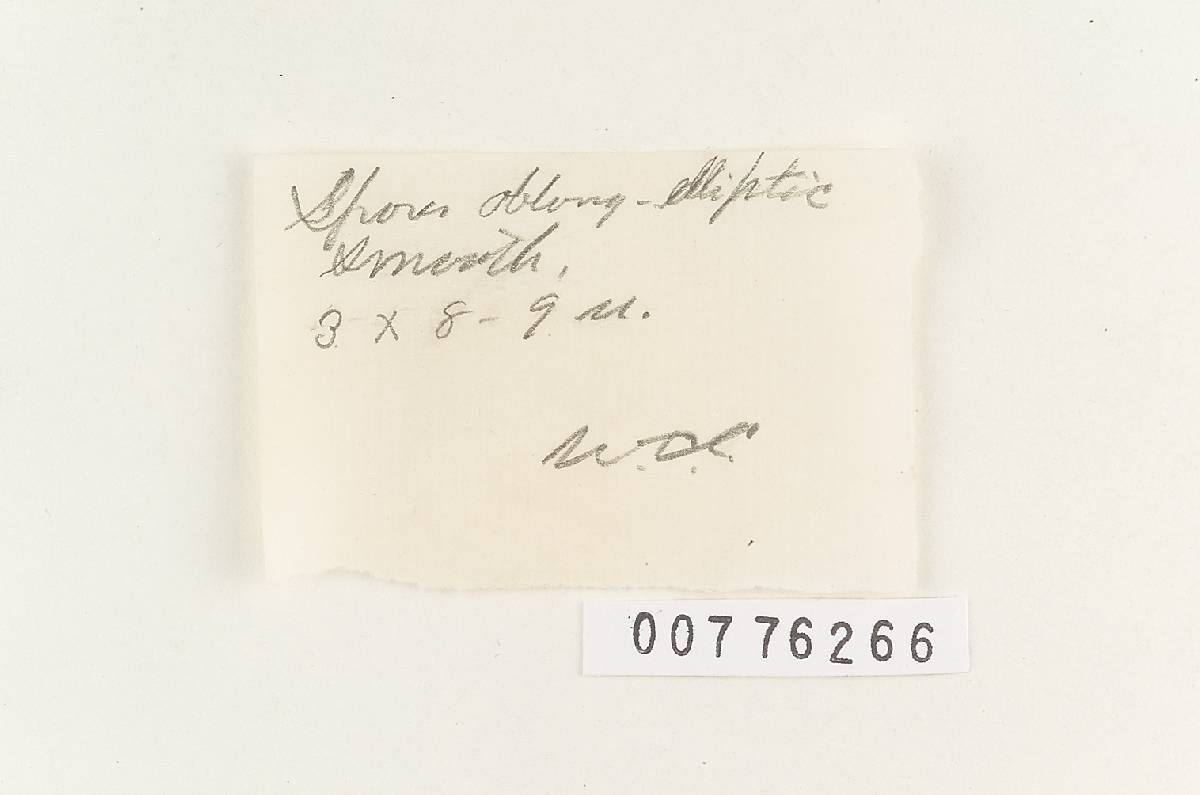 Spores oblong-elliptic
smooth,
3 x 8-9 u.
00776266